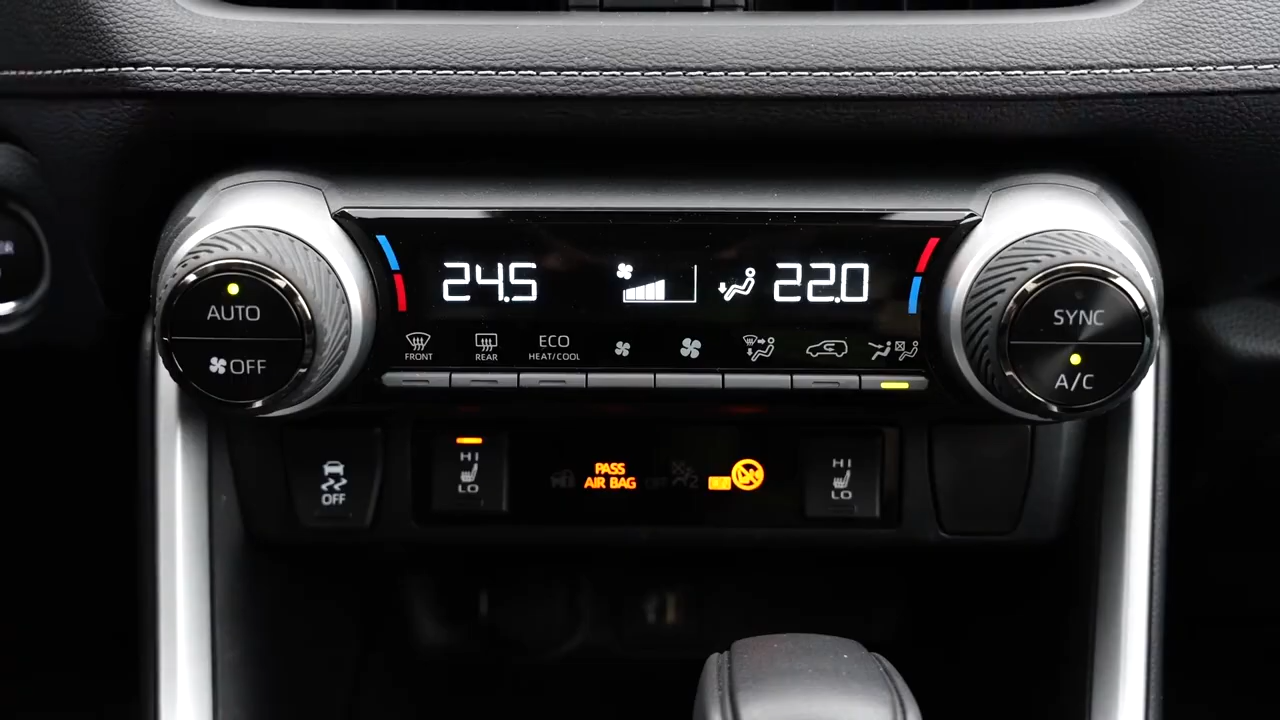 24.5
22.0
AUTO
OFF
FRONT
REAR
ECO
HEAT/COOL
SYNC
A/C
OFF
HI
LO
PASS
AIR BAG
HI
LO